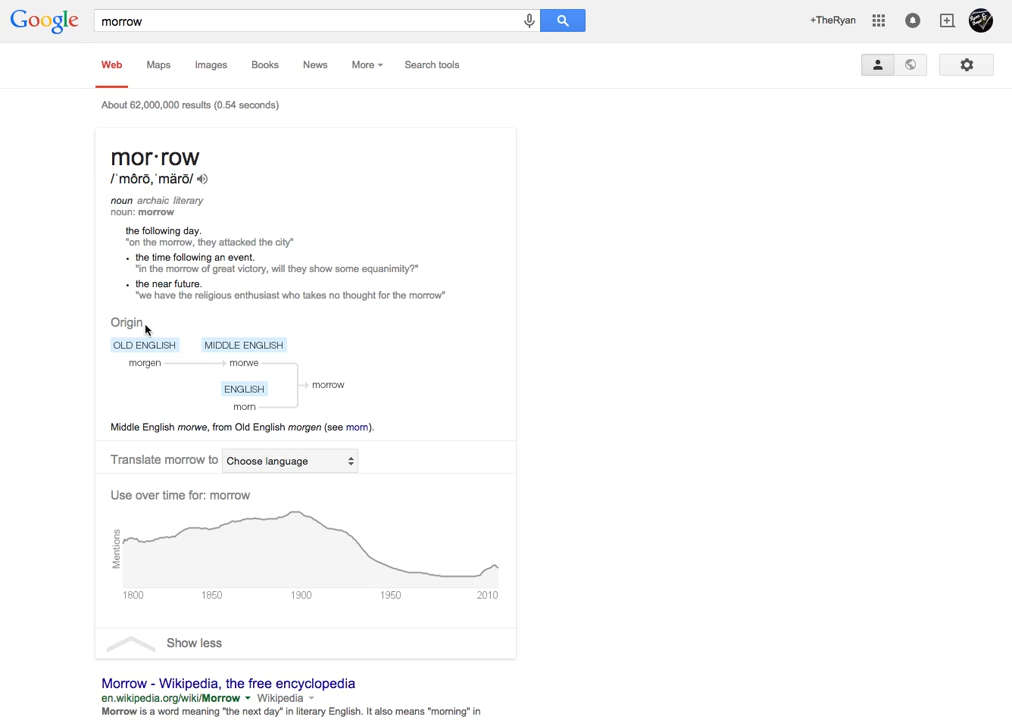 Google morrow +TheRyan
Web Maps Images Books News More Search tools
About 62,000,000 results (0.54 seconds)
mor·row
/ˈmôrō,ˈmärō/
noun archaic literary
noun: morrow
the following day.
"on the morrow, they attacked the city"
• the time following an event.
"in the morrow of great victory, will they show some equanimity?"
• the near future.
"we have the religious enthusiast who takes no thought for the morrow"
Origin
OLD ENGLISH MIDDLE ENGLISH
morgen morwe
morrow
ENGLISH
morn
Middle English morwe, from Old English morgen (see morn).
Translate morrow to Choose language
Use over time for: morrow
Mentions
1800 1850 1900 1950 2010
Show less
Morrow - Wikipedia, the free encyclopedia
en.wikipedia.org/wiki/Morrow Wikipedia
Morrow is a word meaning "the next day" in literary English. It also means "morning" in